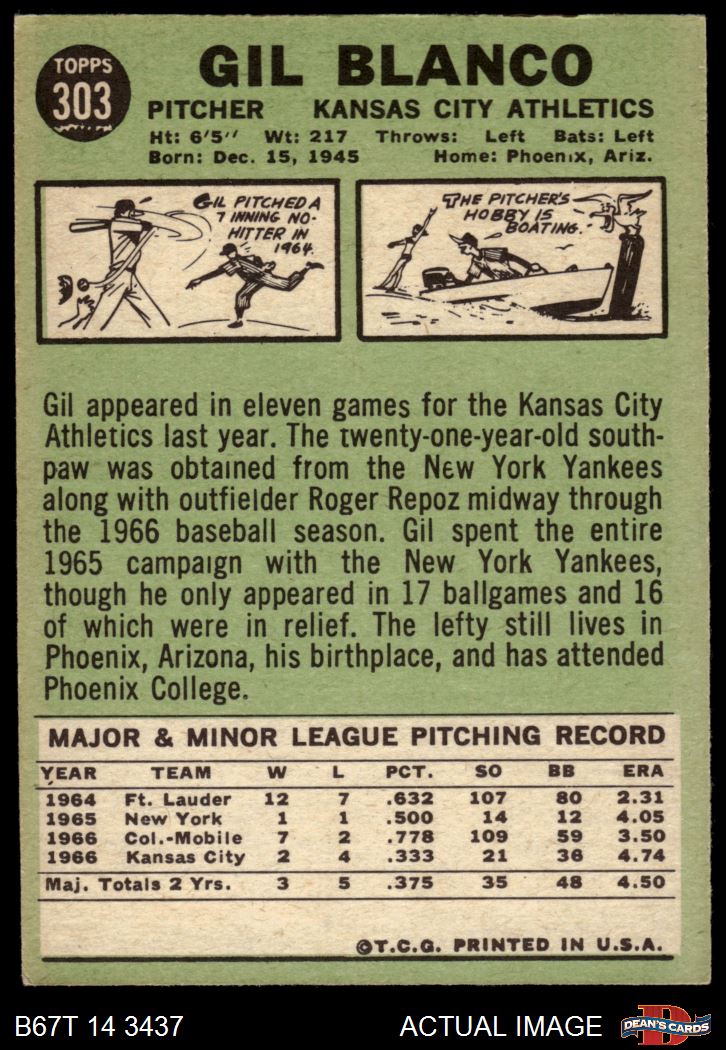 TOPPS
303
GIL BLANCO
PITCHER KANSAS CITY ATHLETICS
Ht: 6'5'' Wt: 217 Throws: Left Bats: Left
Born: Dec. 15, 1945 Home: Phoenix, Ariz.
GIL PITCHED A
7 INNING NO-
HITTER IN
1964.
THE PITCHER'S
HOBBY IS
BOATING.
Gil appeared in eleven games for the Kansas City
Athletics last year. The twenty-one-year-old south-
paw was obtained from the New York Yankees
along with outfielder Roger Repoz midway through
the 1966 baseball season. Gil spent the entire
1965 campaign with the New York Yankees,
though he only appeared in 17 ballgames and 16
of which were in relief. The lefty still lives in
Phoenix, Arizona, his birthplace, and has attended
Phoenix College.
MAJOR & MINOR LEAGUE PITCHING RECORD
YEAR TEAM W L PCT. SO BB ERA
1964 Ft. Lauder 12 7 .632 107 80 2.31
1965 New York 1 1 .500 14 12 4.05
1966 Col.-Mobile 7 2 .778 109 59 3.50
1966 Kansas City 2 4 .333 21 36 4.74
Maj. Totals 2 Yrs. 3 5 .375 35 48 4.50
©T.C.G. PRINTED IN U.S.A.
B67T 14 3437 ACTUAL IMAGE
DEAN'S CARDS